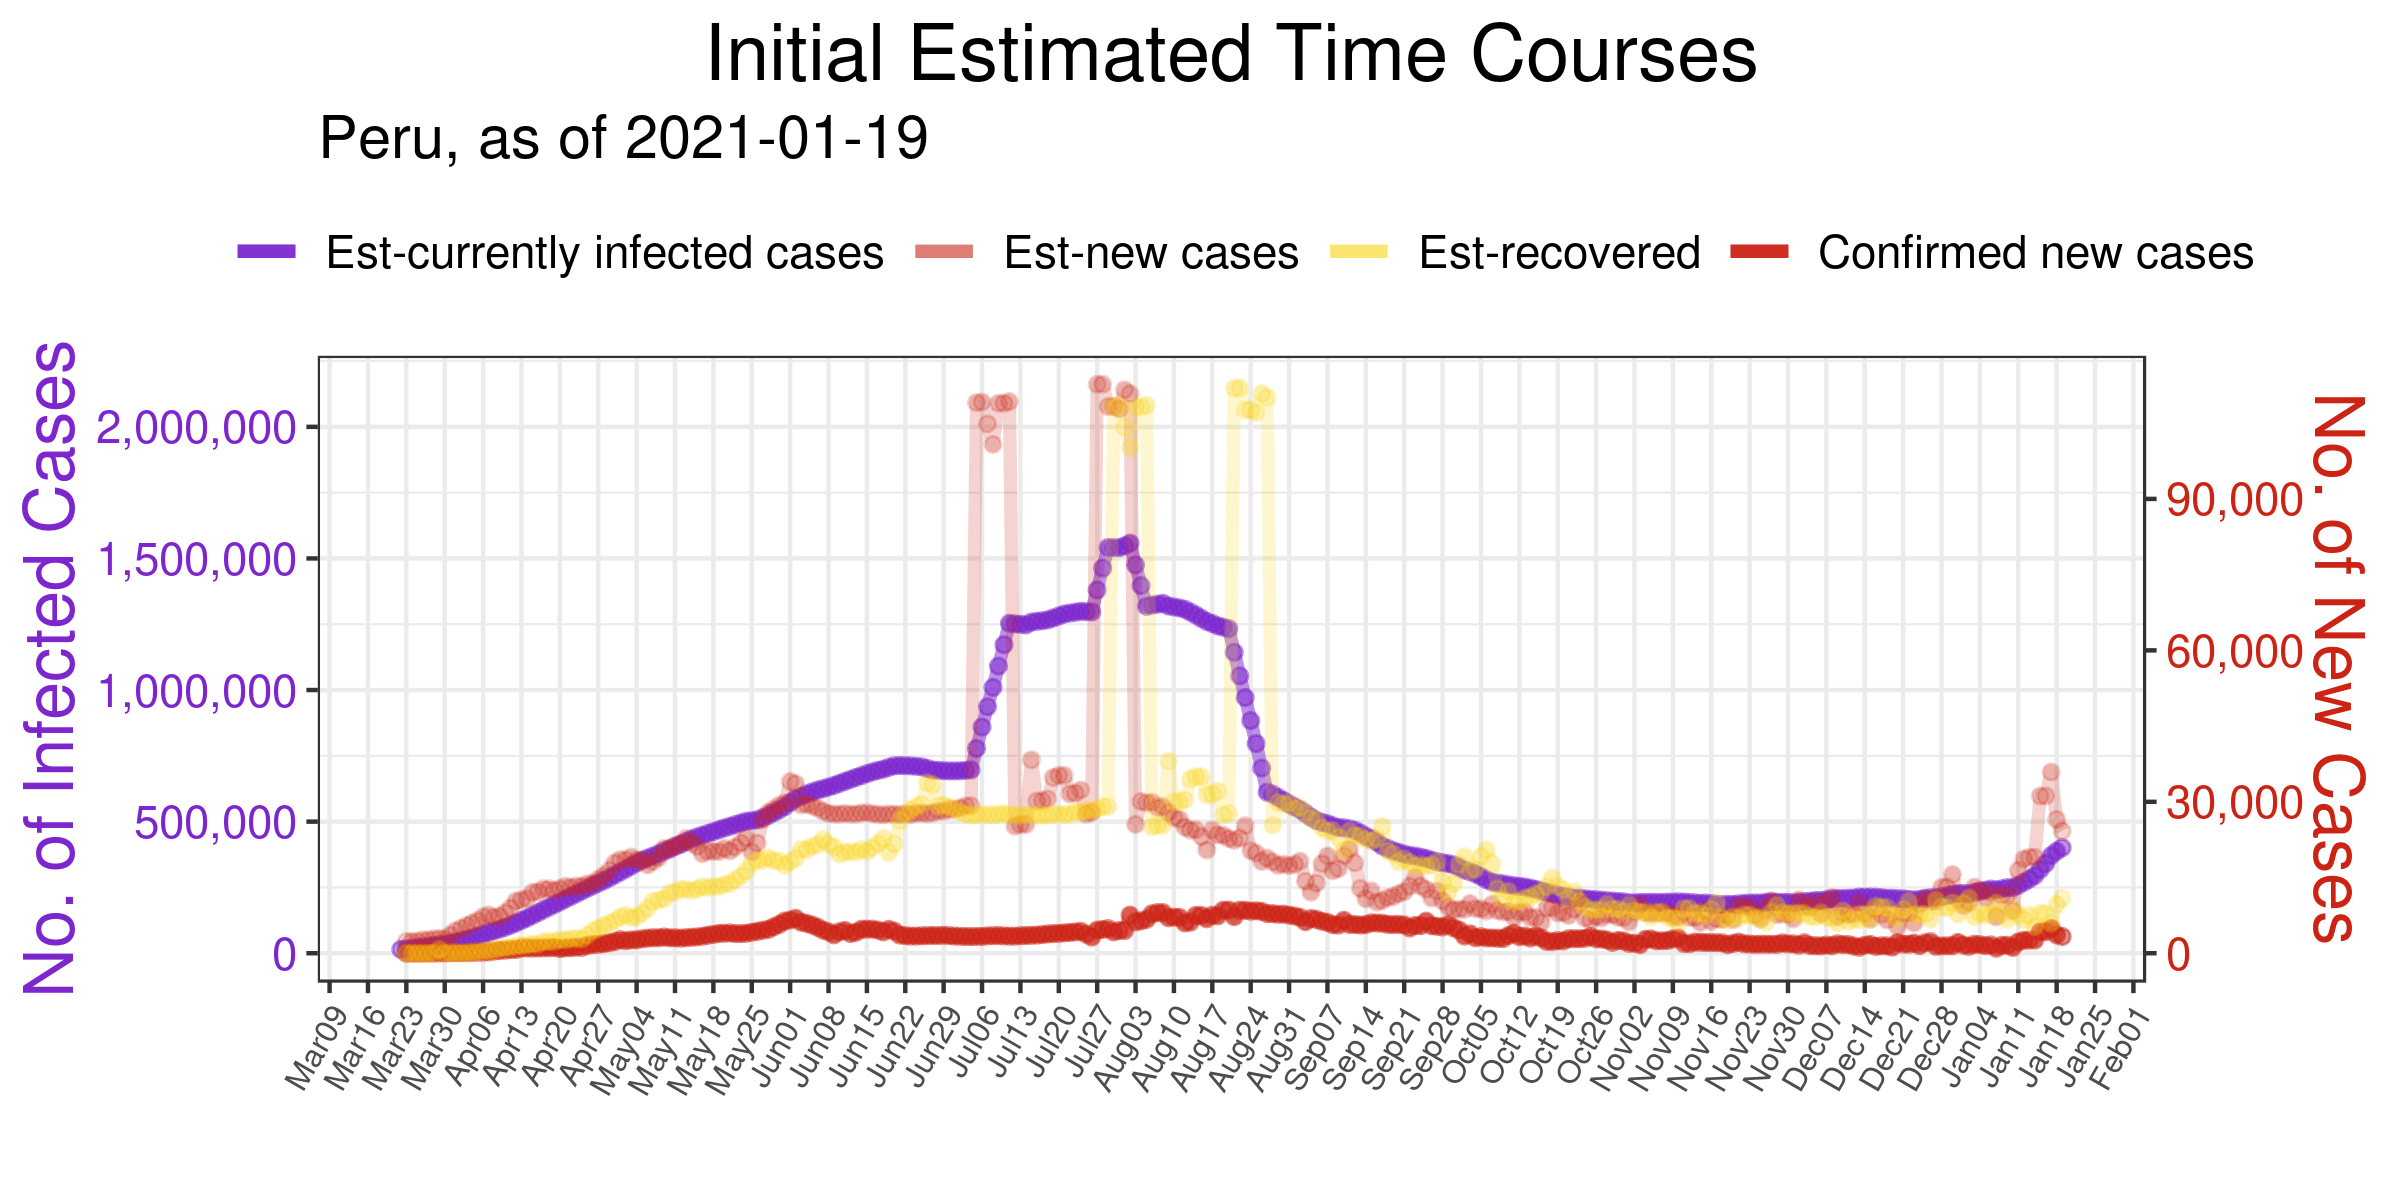 Initial Estimated Time Courses
Peru, as of 2021-01-19
Est-currently infected cases Est-new cases Est-recovered Confirmed new cases
No. of Infected Cases
2,000,000
1,500,000
1,000,000
500,000
0
90,000
60,000
30,000
0
No. of New Cases
Mar09 Mar16 Mar23 Mar30 Apr06 Apr13 Apr20 Apr27 May04 May11 May18 May25 Jun01 Jun08 Jun15 Jun22 Jun29 Jul06 Jul13 Jul20 Jul27 Aug03 Aug10 Aug17 Aug24 Aug31 Sep07 Sep14 Sep21 Sep28 Oct05 Oct12 Oct19 Oct26 Nov02 Nov09 Nov16 Nov23 Nov30 Dec07 Dec14 Dec21 Dec28 Jan04 Jan11 Jan18 Jan25 Feb01